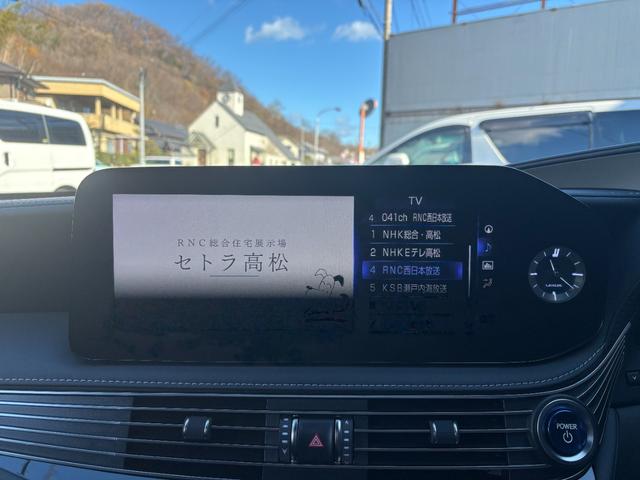 RNC総合住宅展示場
セトラ高松
TV
4 041ch RNC西日本放送
1 NHK総合・高松
2 NHKEテレ高松
4 RNC西日本放送
5 KSB瀬戸内海放送
LEXUS
POWER